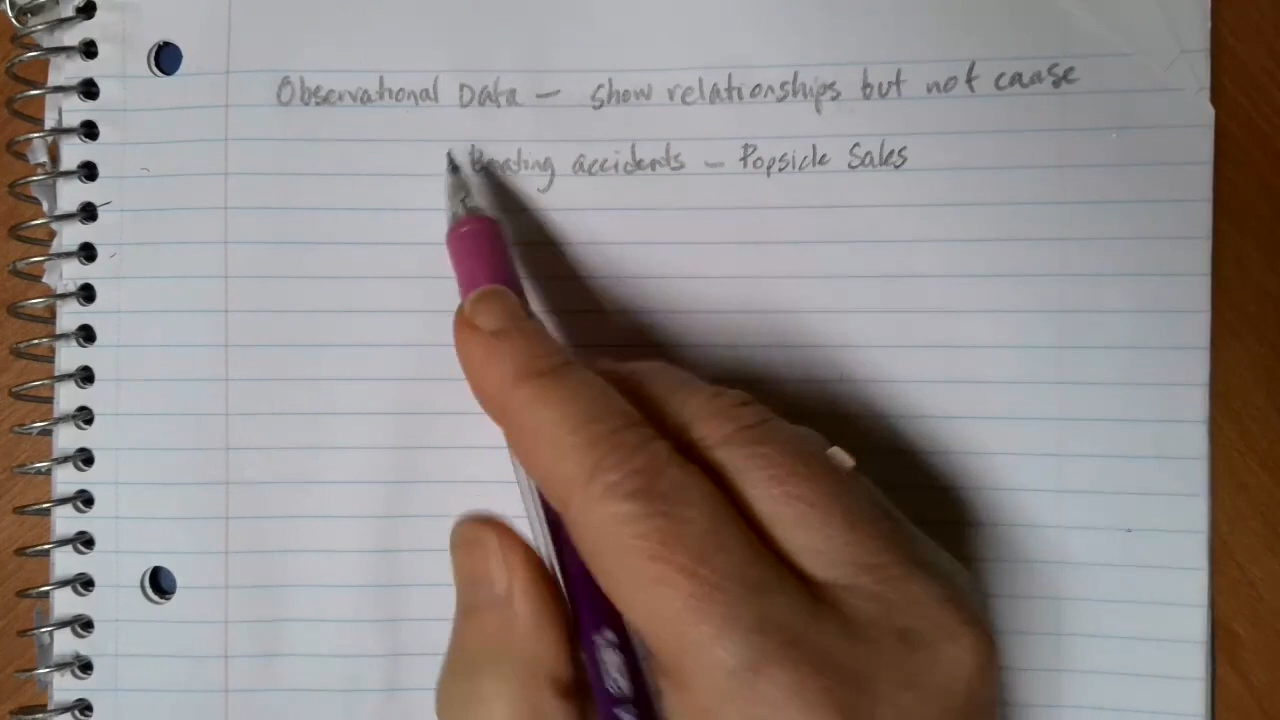 Observational Data – show relationships but not cause
Boating accidents – Popsicle Sales